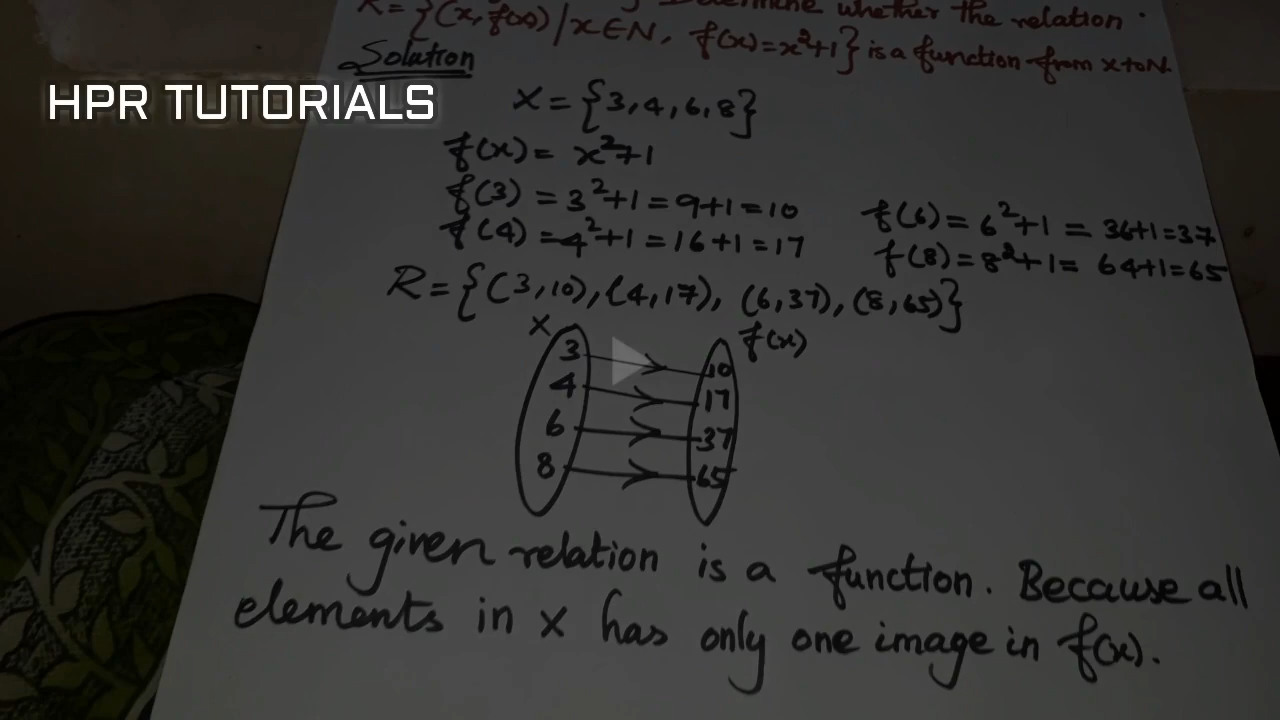 R = {(x, f(x)) / x ∈ N, f(x) = x²+1} is a function from x to N.
whether the relation
Solution
HPR TUTORIALS
X = {3, 4, 6, 8}
f(x) = x²+1
f(3) = 3²+1 = 9+1 = 10
f(4) = 4²+1 = 16+1 = 17
f(6) = 6²+1 = 36+1 = 37
f(8) = 8²+1 = 64+1 = 65
R = {(3, 10), (4, 17), (6, 37), (8, 65)}
X
f(x)
3 10
4 17
6 37
8 65
The given relation is a function. Because all
elements in x has only one image in f(x).